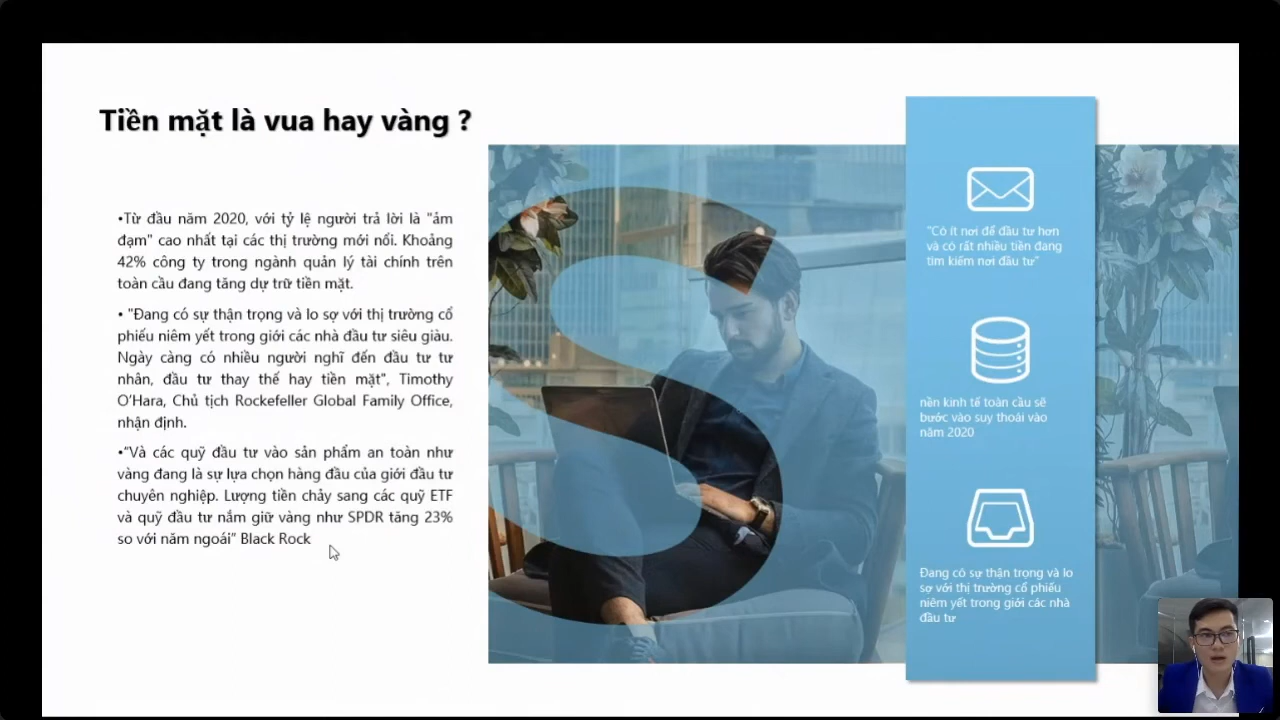 Tiền mặt là vua hay vàng ?
•Từ đầu năm 2020, với tỷ lệ người trả lời là "ảm
đạm" cao nhất tại các thị trường mới nổi. Khoảng
42% công ty trong ngành quản lý tài chính trên
toàn cầu đang tăng dự trữ tiền mặt.
• "Đang có sự thận trọng và lo sợ với thị trường cổ
phiếu niêm yết trong giới các nhà đầu tư siêu giàu.
Ngày càng có nhiều người nghĩ đến đầu tư tư
nhân, đầu tư thay thế hay tiền mặt", Timothy
O’Hara, Chủ tịch Rockefeller Global Family Office,
nhận định.
•“Và các quỹ đầu tư vào sản phẩm an toàn như
vàng đang là sự lựa chọn hàng đầu của giới đầu tư
chuyên nghiệp. Lượng tiền chảy sang các quỹ ETF
và quỹ đầu tư nắm giữ vàng như SPDR tăng 23%
so với năm ngoái” Black Rock
"Có ít nơi để đầu tư hơn
và có rất nhiều tiền đang
tìm kiếm nơi đầu tư"
nền kinh tế toàn cầu sẽ
bước vào suy thoái vào
năm 2020
Đang có sự thận trọng và lo
sợ với thị trường cổ phiếu
niêm yết trong giới các nhà
đầu tư